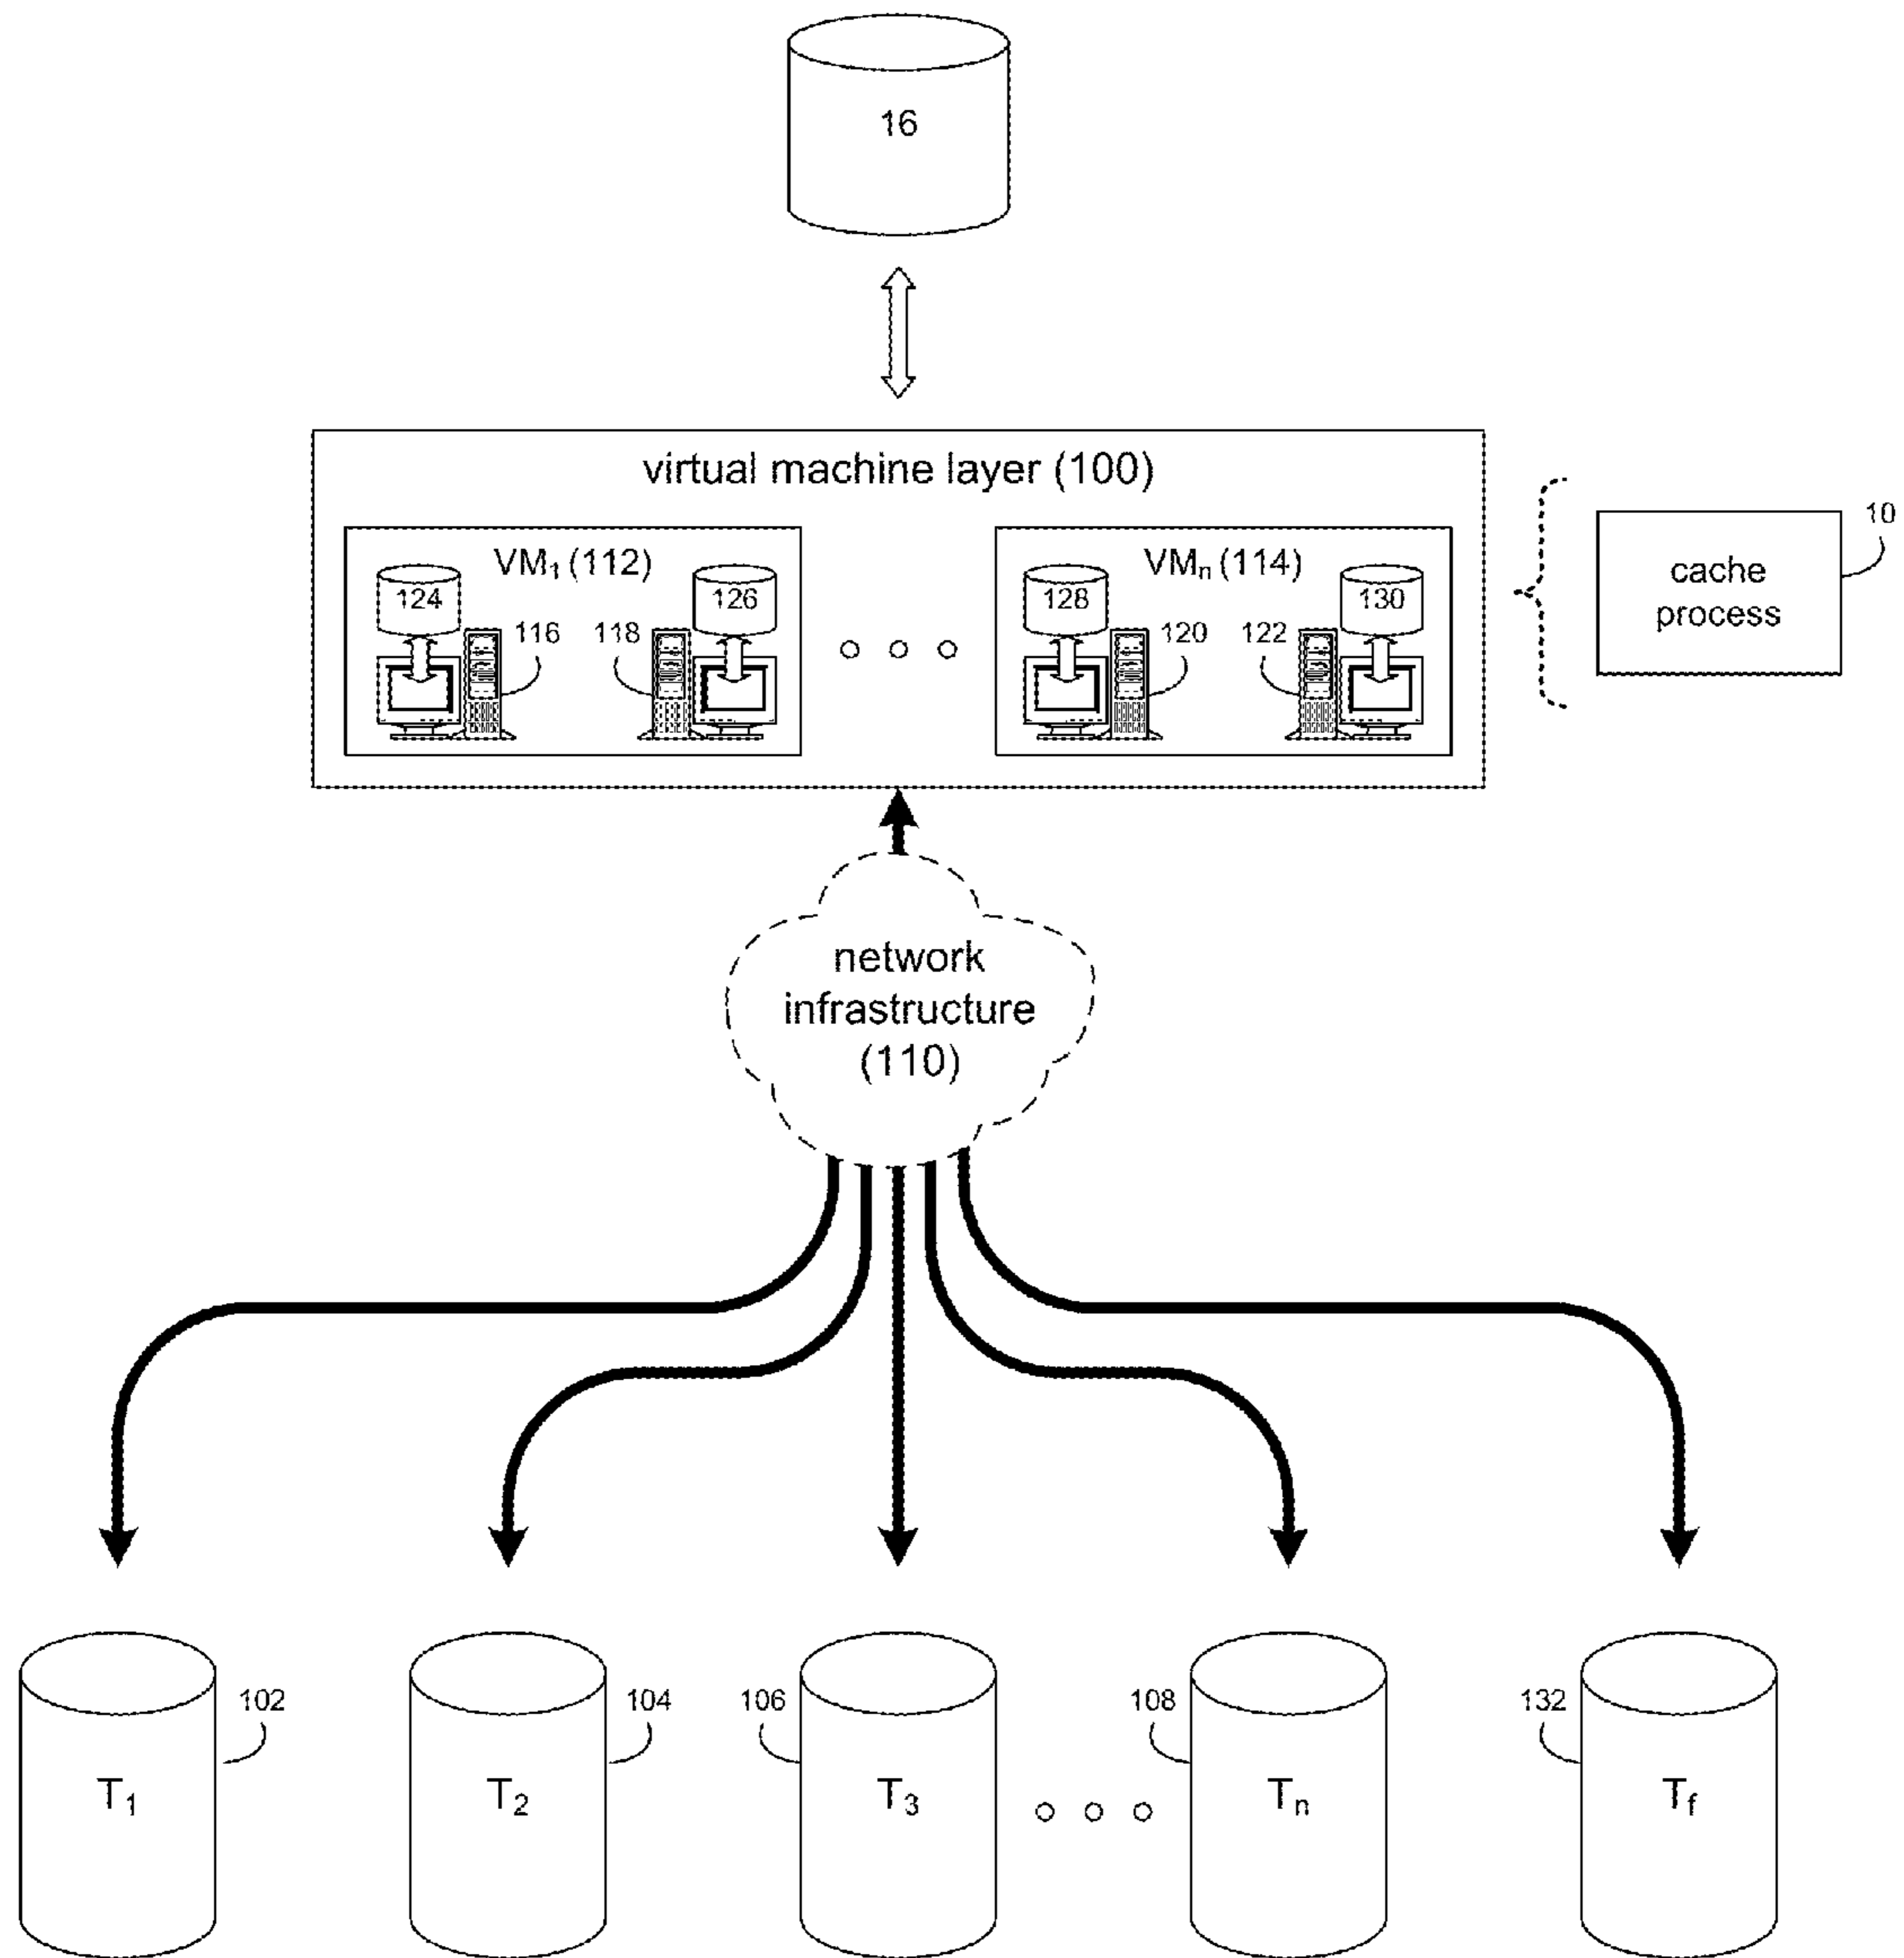 16
virtual machine layer (100)
VM₁ (112)
124
126
116
118
VMₙ (114)
128
130
120
122
10
cache
process
network
infrastructure
(110)
102
104
106
108
132
T₁
T₂
T₃
Tₙ
T_f